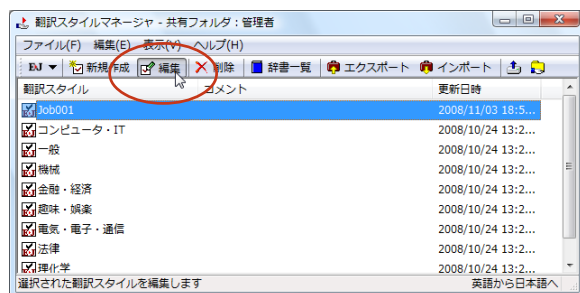 翻訳スタイルマネージャ - 共有フォルダ:管理者
ファイル(F) 編集(E) 表示(V) ヘルプ(H)
EJ 新規作成 編集 削除 辞書一覧 エクスポート インポート
翻訳スタイル コメント 更新日時
Job001 2008/11/03 18:5...
コンピュータ・IT 2008/10/24 13:2...
一般 2008/10/24 13:2...
機械 2008/10/24 13:2...
金融・経済 2008/10/24 13:2...
趣味・娯楽 2008/10/24 13:2...
電気・電子・通信 2008/10/24 13:2...
法律 2008/10/24 13:2...
理化学 2008/10/24 13:2...
選択された翻訳スタイルを編集します 英語から日本語へ